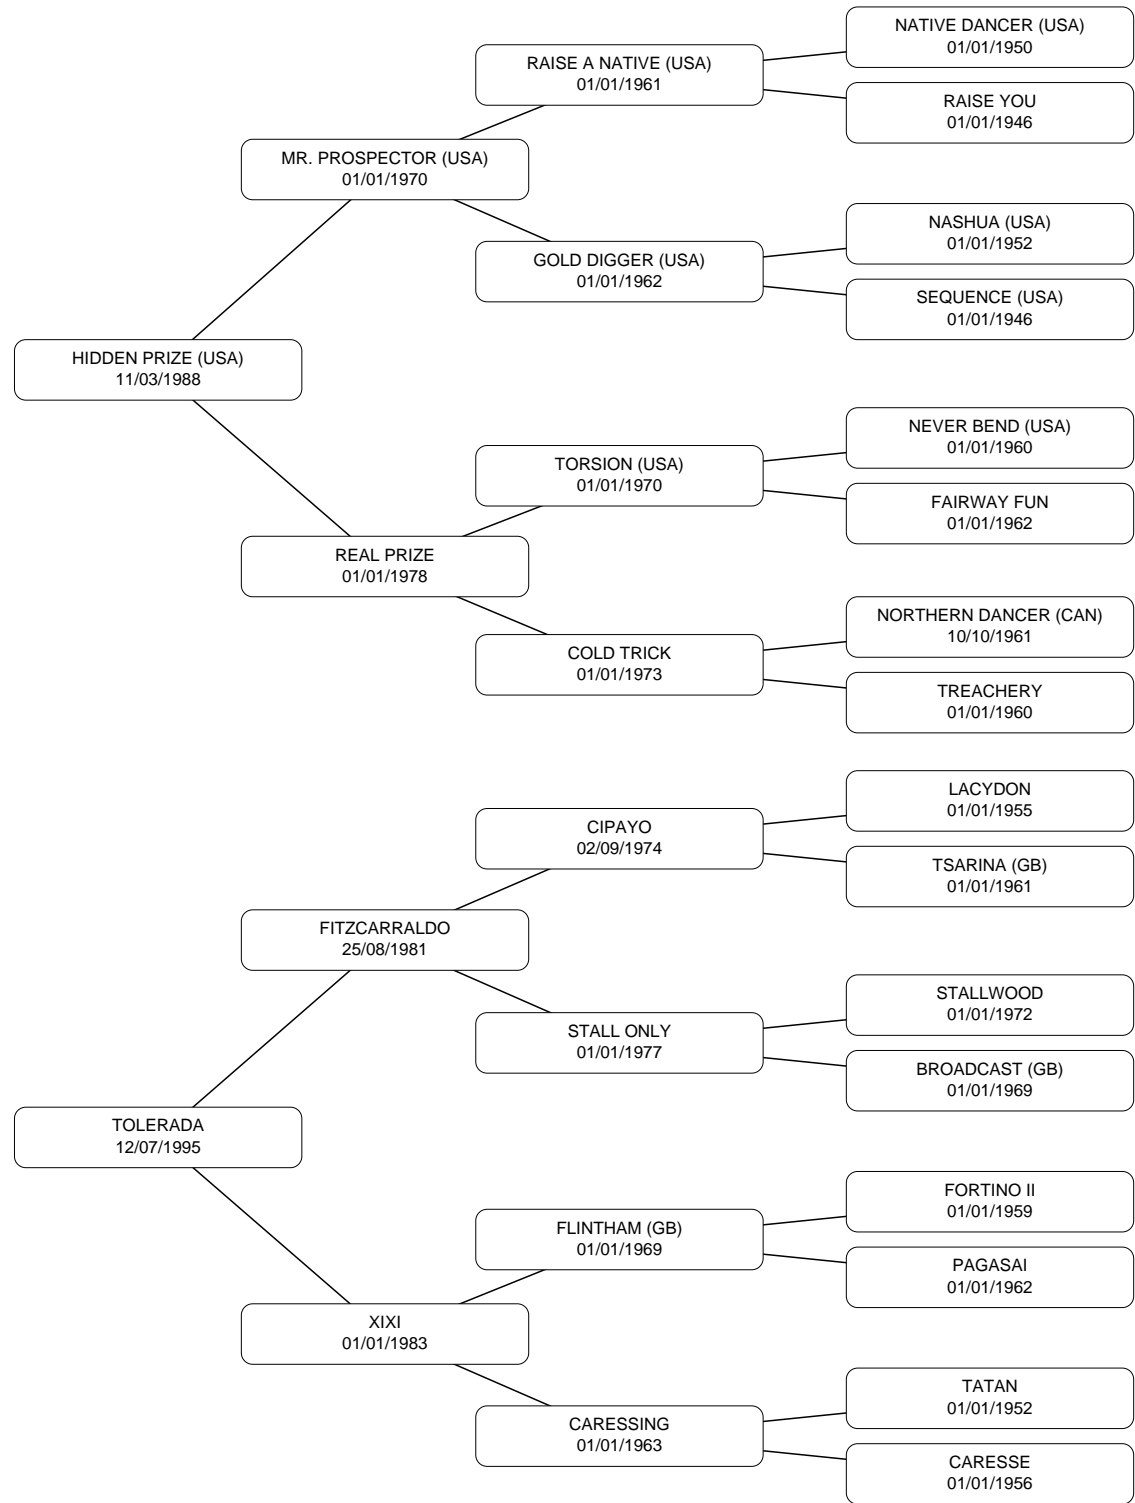 NATIVE DANCER (USA)
01/01/1950
RAISE A NATIVE (USA)
01/01/1961
RAISE YOU
01/01/1946
MR. PROSPECTOR (USA)
01/01/1970
NASHUA (USA)
01/01/1952
GOLD DIGGER (USA)
01/01/1962
SEQUENCE (USA)
01/01/1946
HIDDEN PRIZE (USA)
11/03/1988
NEVER BEND (USA)
01/01/1960
TORSION (USA)
01/01/1970
FAIRWAY FUN
01/01/1962
REAL PRIZE
01/01/1978
NORTHERN DANCER (CAN)
10/10/1961
COLD TRICK
01/01/1973
TREACHERY
01/01/1960
LACYDON
01/01/1955
CIPAYO
02/09/1974
TSARINA (GB)
01/01/1961
FITZCARRALDO
25/08/1981
STALLWOOD
01/01/1972
STALL ONLY
01/01/1977
BROADCAST (GB)
01/01/1969
TOLERADA
12/07/1995
FORTINO II
01/01/1959
FLINTHAM (GB)
01/01/1969
PAGASAI
01/01/1962
XIXI
01/01/1983
TATAN
01/01/1952
CARESSING
01/01/1963
CARESSE
01/01/1956